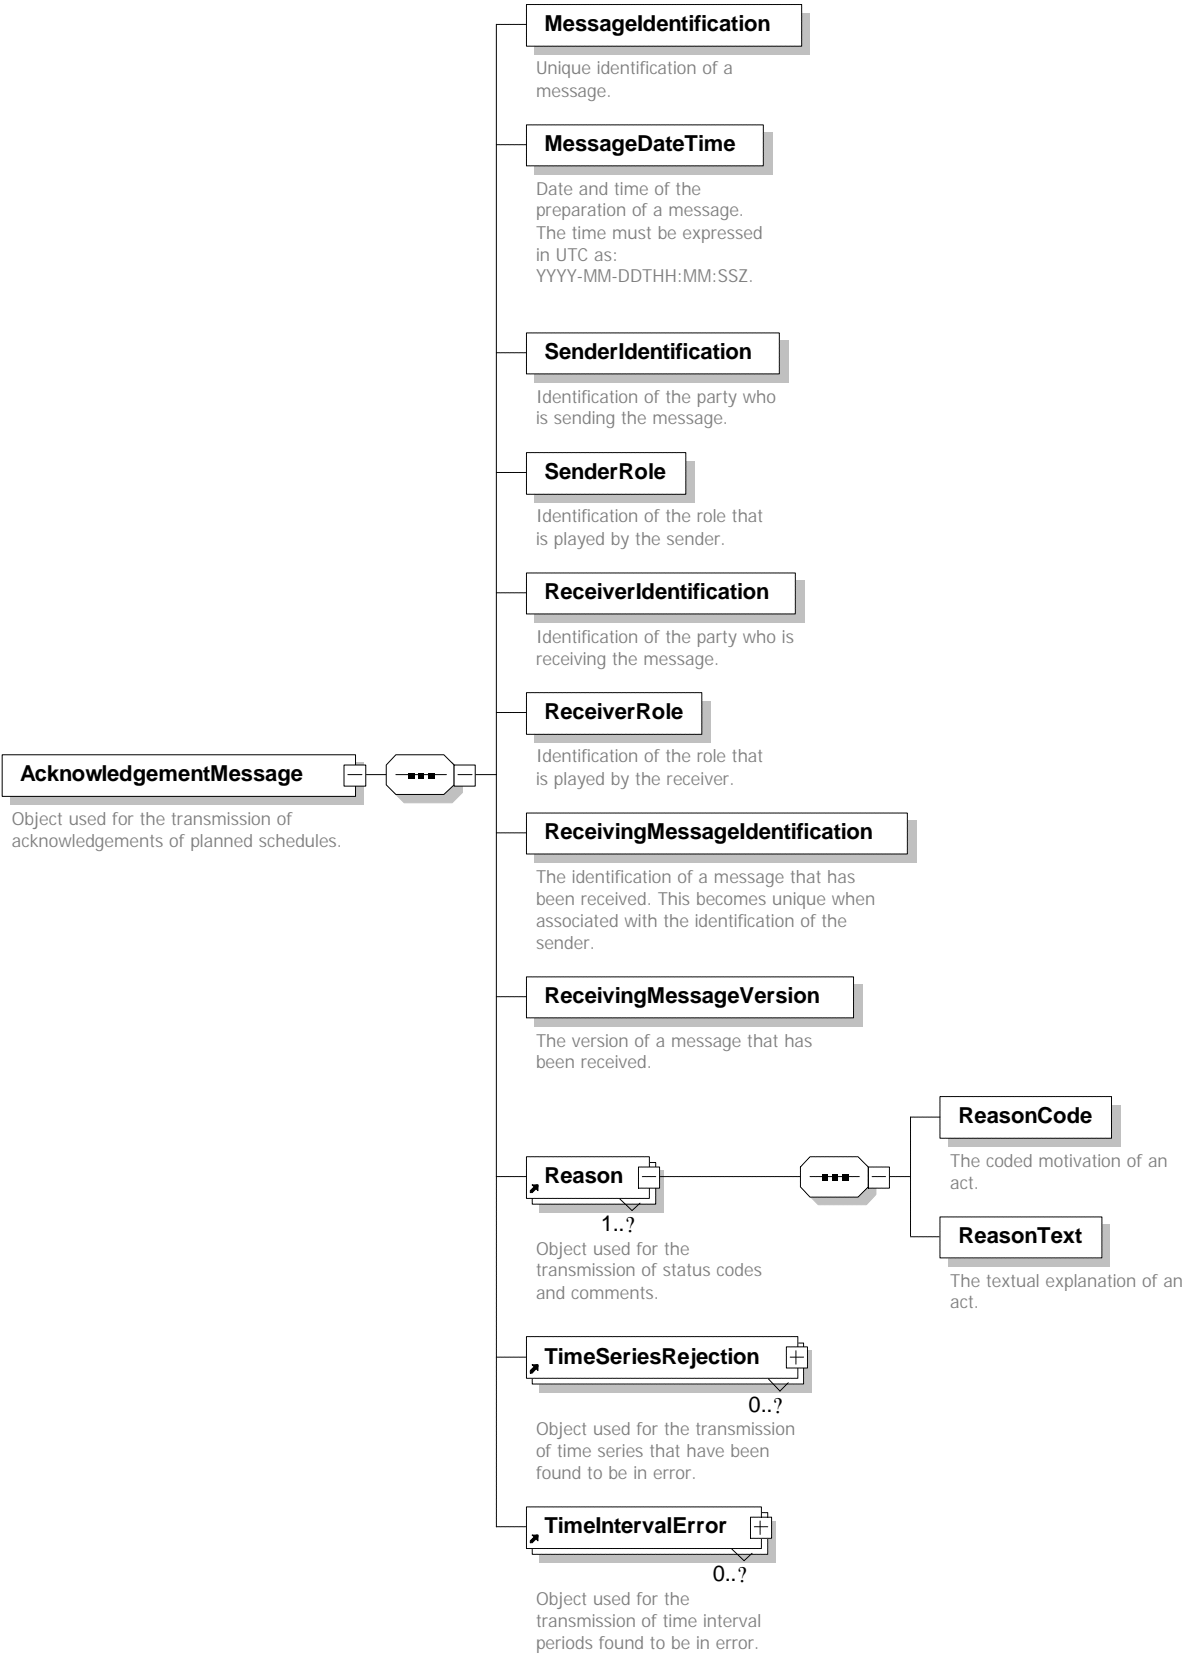 MessageIdentification
Unique identification of a
message.
MessageDateTime
Date and time of the
preparation of a message.
The time must be expressed
in UTC as:
YYYY-MM-DDTHH:MM:SSZ.
SenderIdentification
Identification of the party who
is sending the message.
SenderRole
Identification of the role that
is played by the sender.
ReceiverIdentification
Identification of the party who is
receiving the message.
ReceiverRole
Identification of the role that
is played by the receiver.
AcknowledgementMessage
Object used for the transmission of
acknowledgements of planned schedules.
ReceivingMessageIdentification
The identification of a message that has
been received. This becomes unique when
associated with the identification of the
sender.
ReceivingMessageVersion
The version of a message that has
been received.
Reason
1..?
Object used for the
transmission of status codes
and comments.
ReasonCode
The coded motivation of an
act.
ReasonText
The textual explanation of an
act.
TimeSeriesRejection
0..?
Object used for the transmission
of time series that have been
found to be in error.
TimeIntervalError
0..?
Object used for the
transmission of time interval
periods found to be in error.